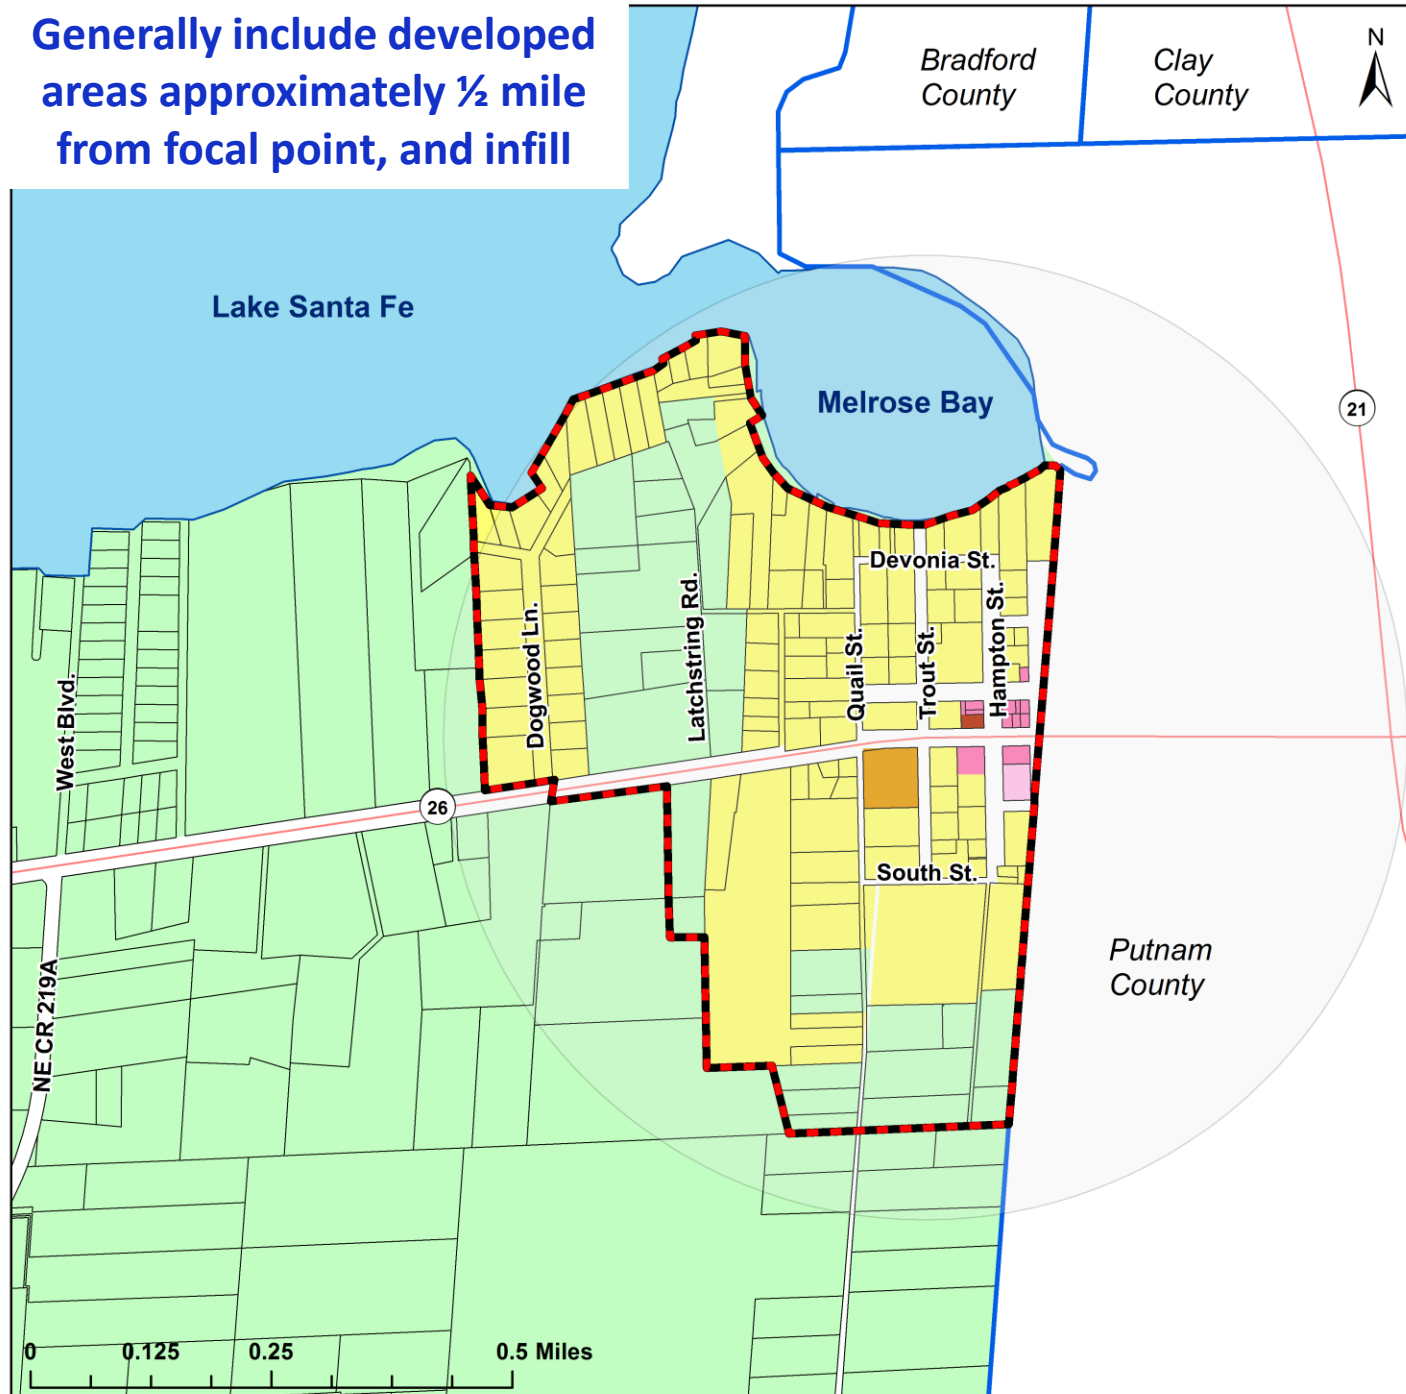 Generally include developed
areas approximately ½ mile
from focal point, and infill
Bradford
County
Clay
County
N
Lake Santa Fe
Melrose Bay
21
Devonia St.
Dogwood Ln.
Latchstring Rd.
Quail St.
Trout St.
Hampton St.
West Blvd.
26
South St.
Putnam
County
NE CR 219A
0 0.125 0.25 0.5 Miles